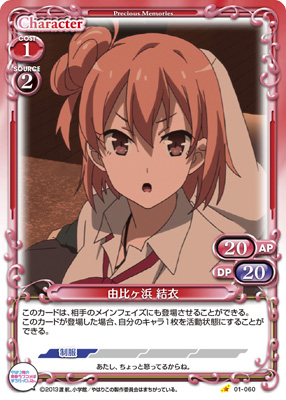 Precious Memories
Character
COST
1
SOURCE
2
由比ヶ浜 結衣
20 AP
DP 20
このカードは、相手のメインフェイズにも登場させることができる。
このカードが登場した場合、自分のキャラ1枚を活動状態にすることが
できる。
制服
あたし、ちょっと怒ってるからね。
©2013 渡 航、小学館／やはりこの製作委員会はまちがっている。
01-060